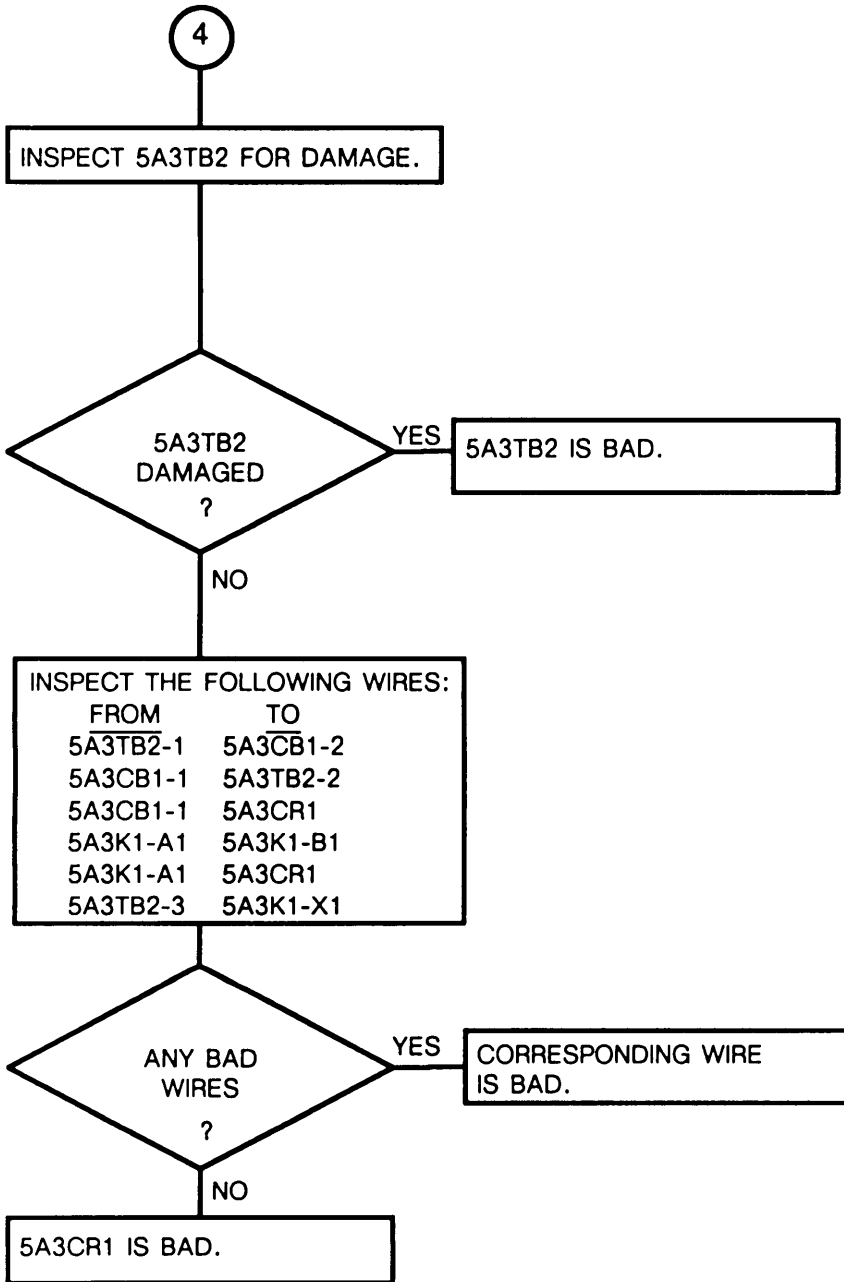 4
INSPECT 5A3TB2 FOR DAMAGE.
5A3TB2
DAMAGED
?
YES
5A3TB2 IS BAD.
NO
INSPECT THE FOLLOWING WIRES:
FROM TO
5A3TB2-1 5A3CB1-2
5A3CB1-1 5A3TB2-2
5A3CB1-1 5A3CR1
5A3K1-A1 5A3K1-B1
5A3K1-A1 5A3CR1
5A3TB2-3 5A3K1-X1
ANY BAD
WIRES
?
YES
CORRESPONDING WIRE
IS BAD.
NO
5A3CR1 IS BAD.